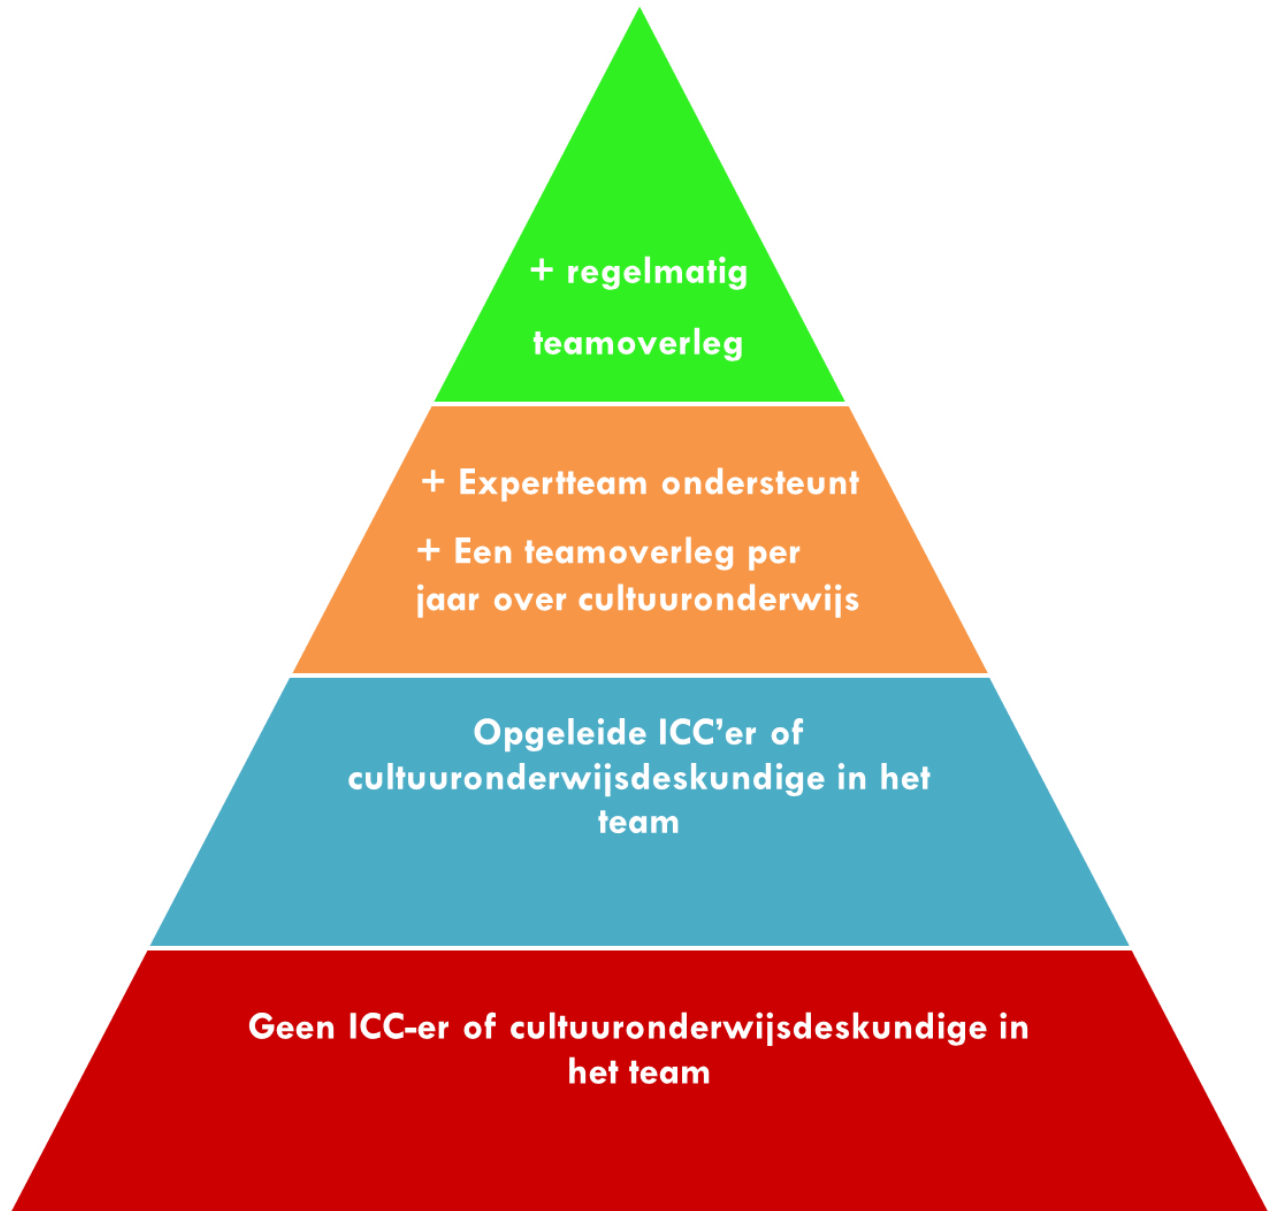 + regelmatig
teamoverleg
+ Expertteam ondersteunt
+ Een teamoverleg per
jaar over cultuuronderwijs
Opgeleide ICC’er of
cultuuronderwijsdeskundige in het
team
Geen ICC-er of cultuuronderwijsdeskundige in
het team